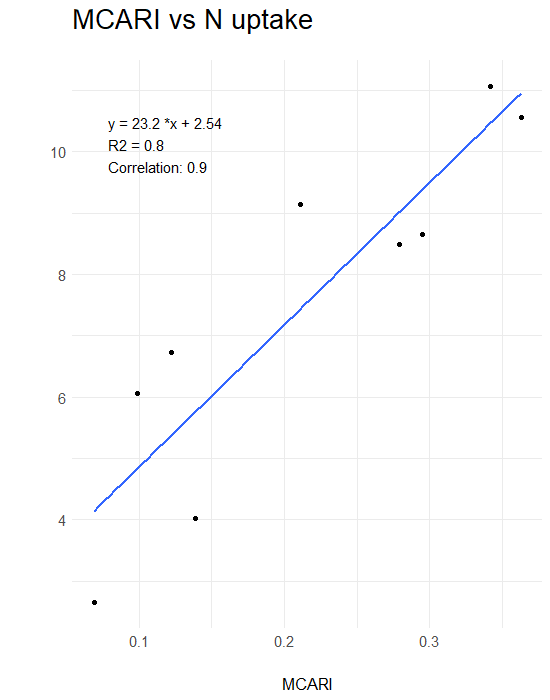 MCARI vs N uptake
y = 23.2 *x + 2.54
R2 = 0.8
Correlation: 0.9
10
8
6
4
0.1 0.2 0.3
MCARI